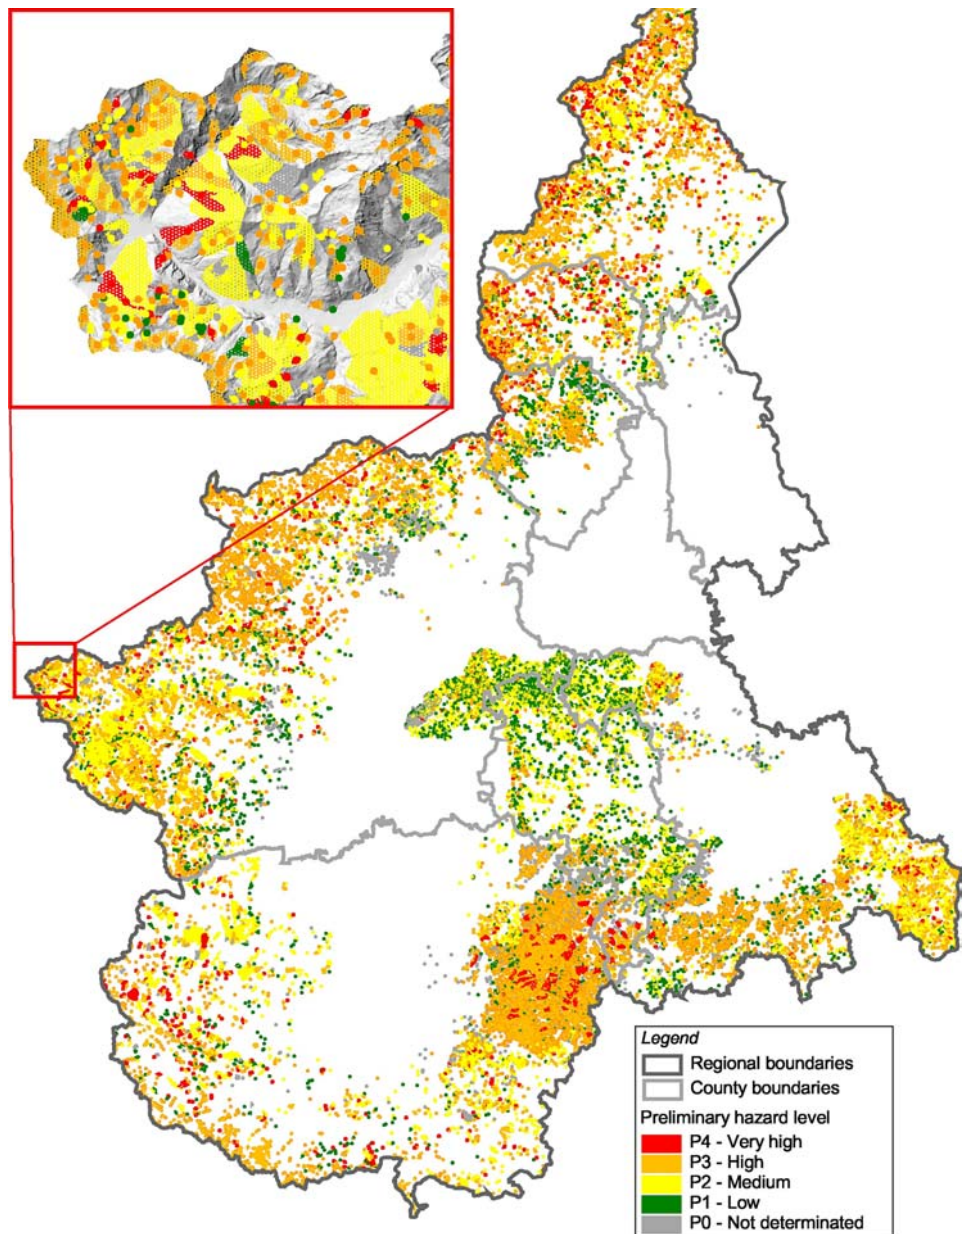 Legend
Regional boundaries
County boundaries
Preliminary hazard level
P4 - Very high
P3 - High
P2 - Medium
P1 - Low
P0 - Not determinated